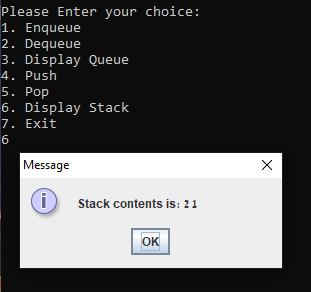 Please Enter your choice:
1. Enqueue
2. Dequeue
3. Display Queue
4. Push
5. Pop
6. Display Stack
7. Exit
6
Message
Stack contents is: 2 1
OK